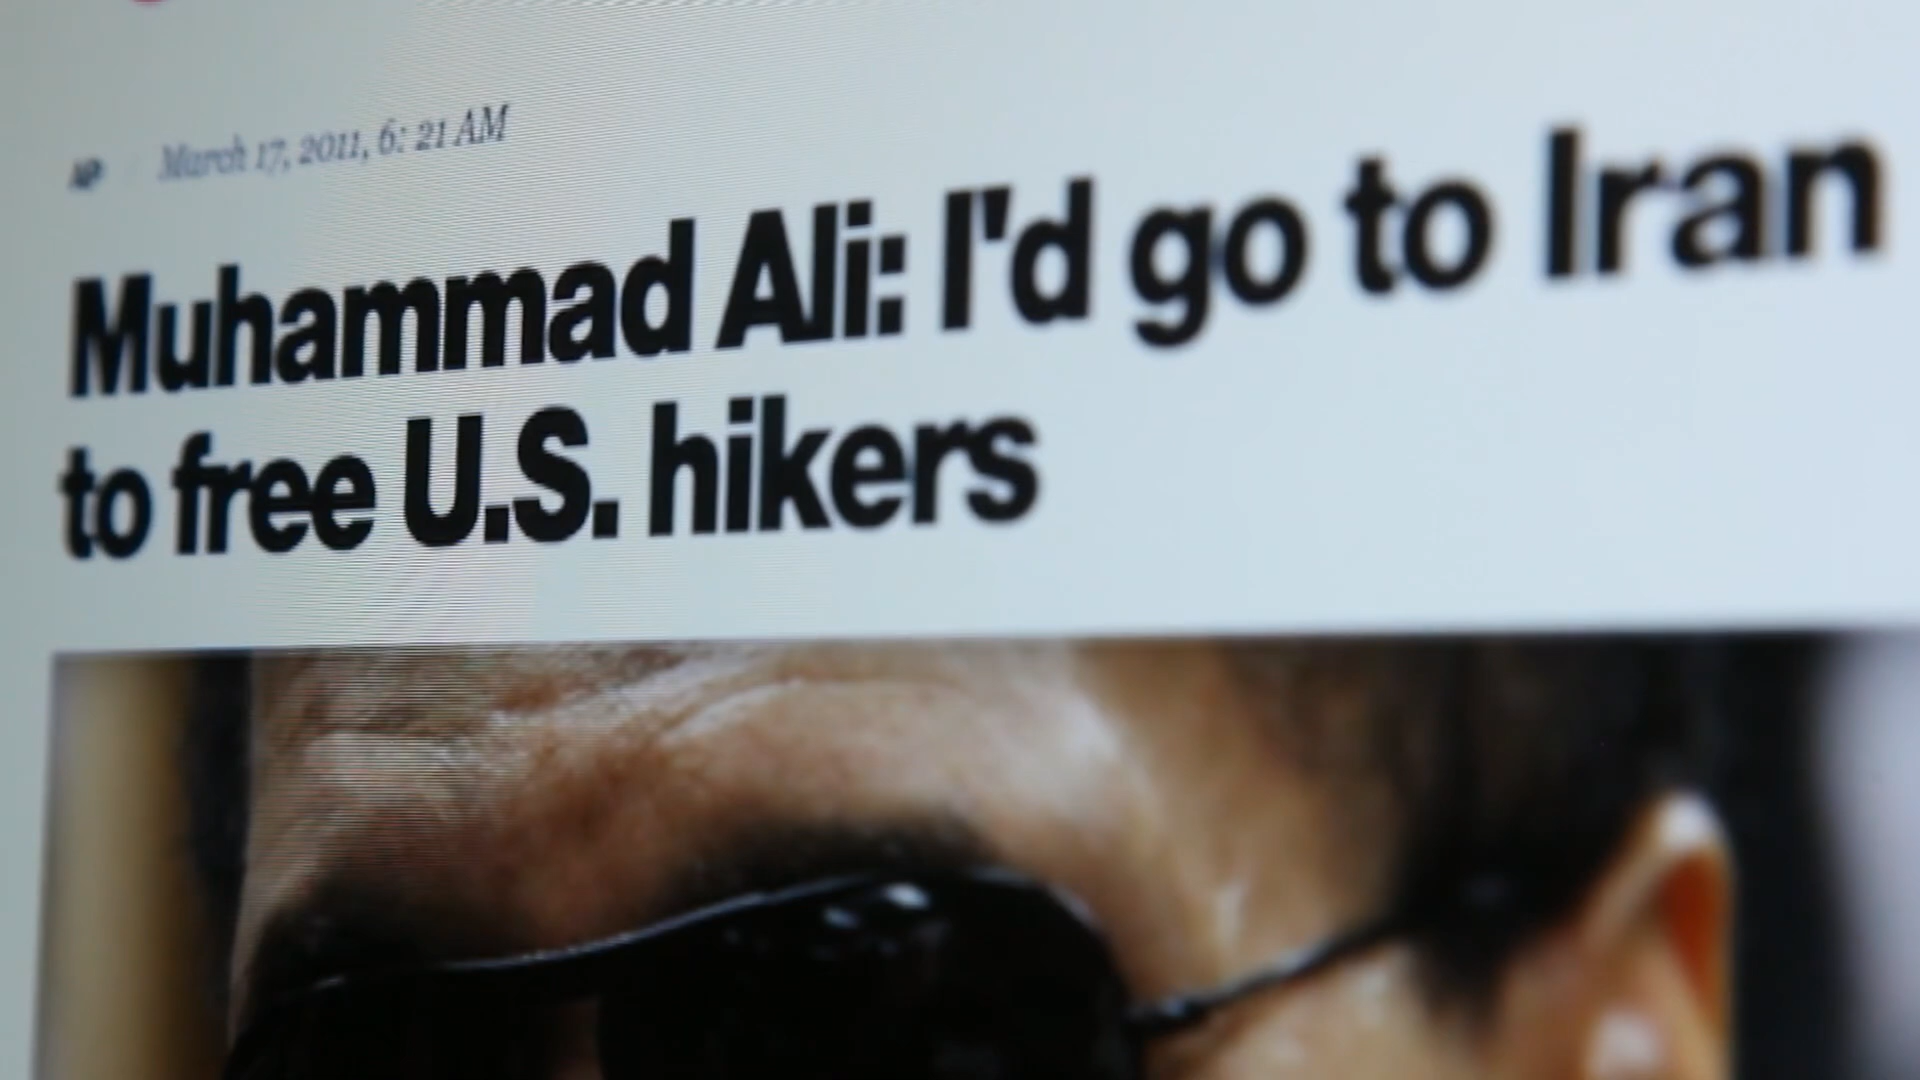 AP / March 17, 2011, 6: 21 AM
Muhammad Ali: I'd go to Iran
to free U.S. hikers